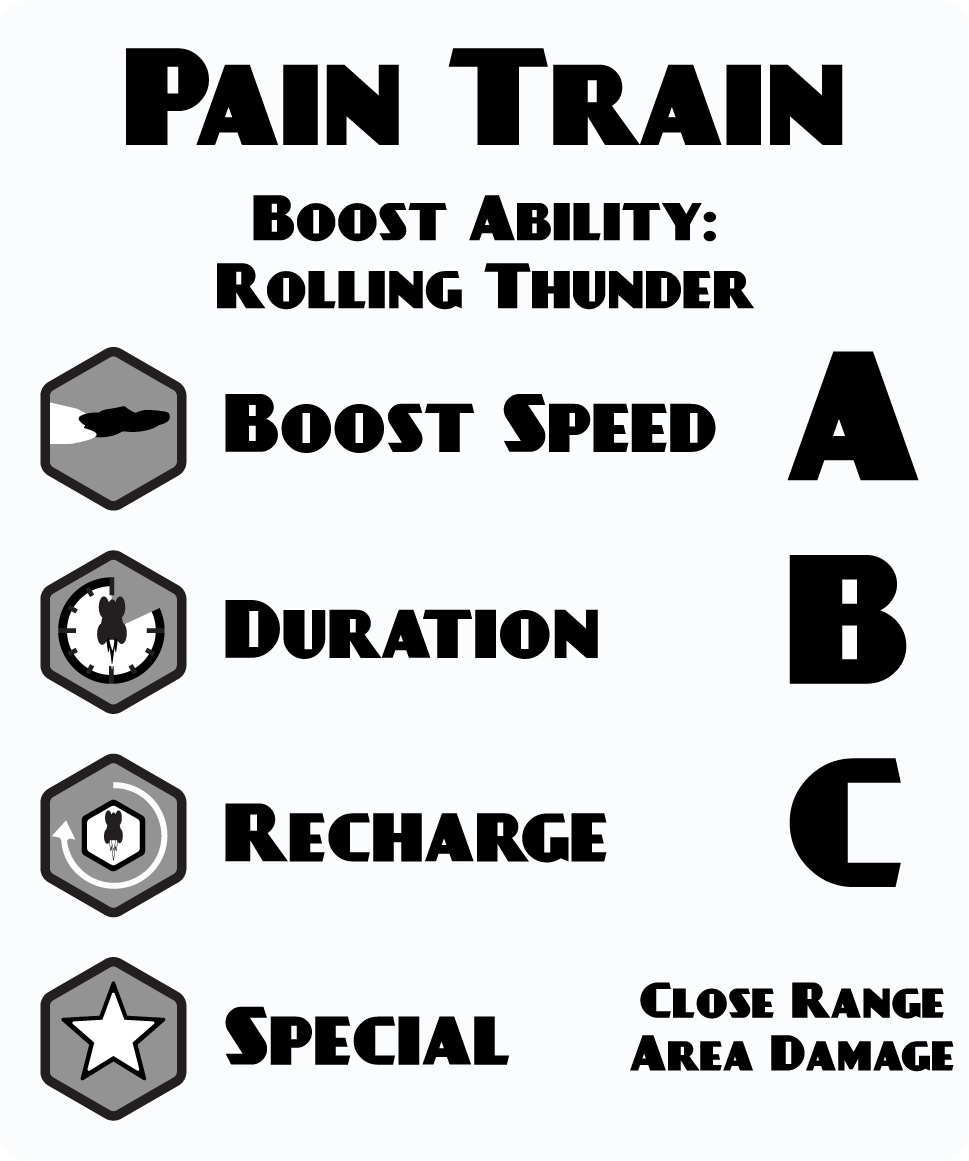 Pain Train
Boost Ability:
Rolling Thunder
Boost Speed A
Duration B
Recharge C
Special
Close Range
Area Damage